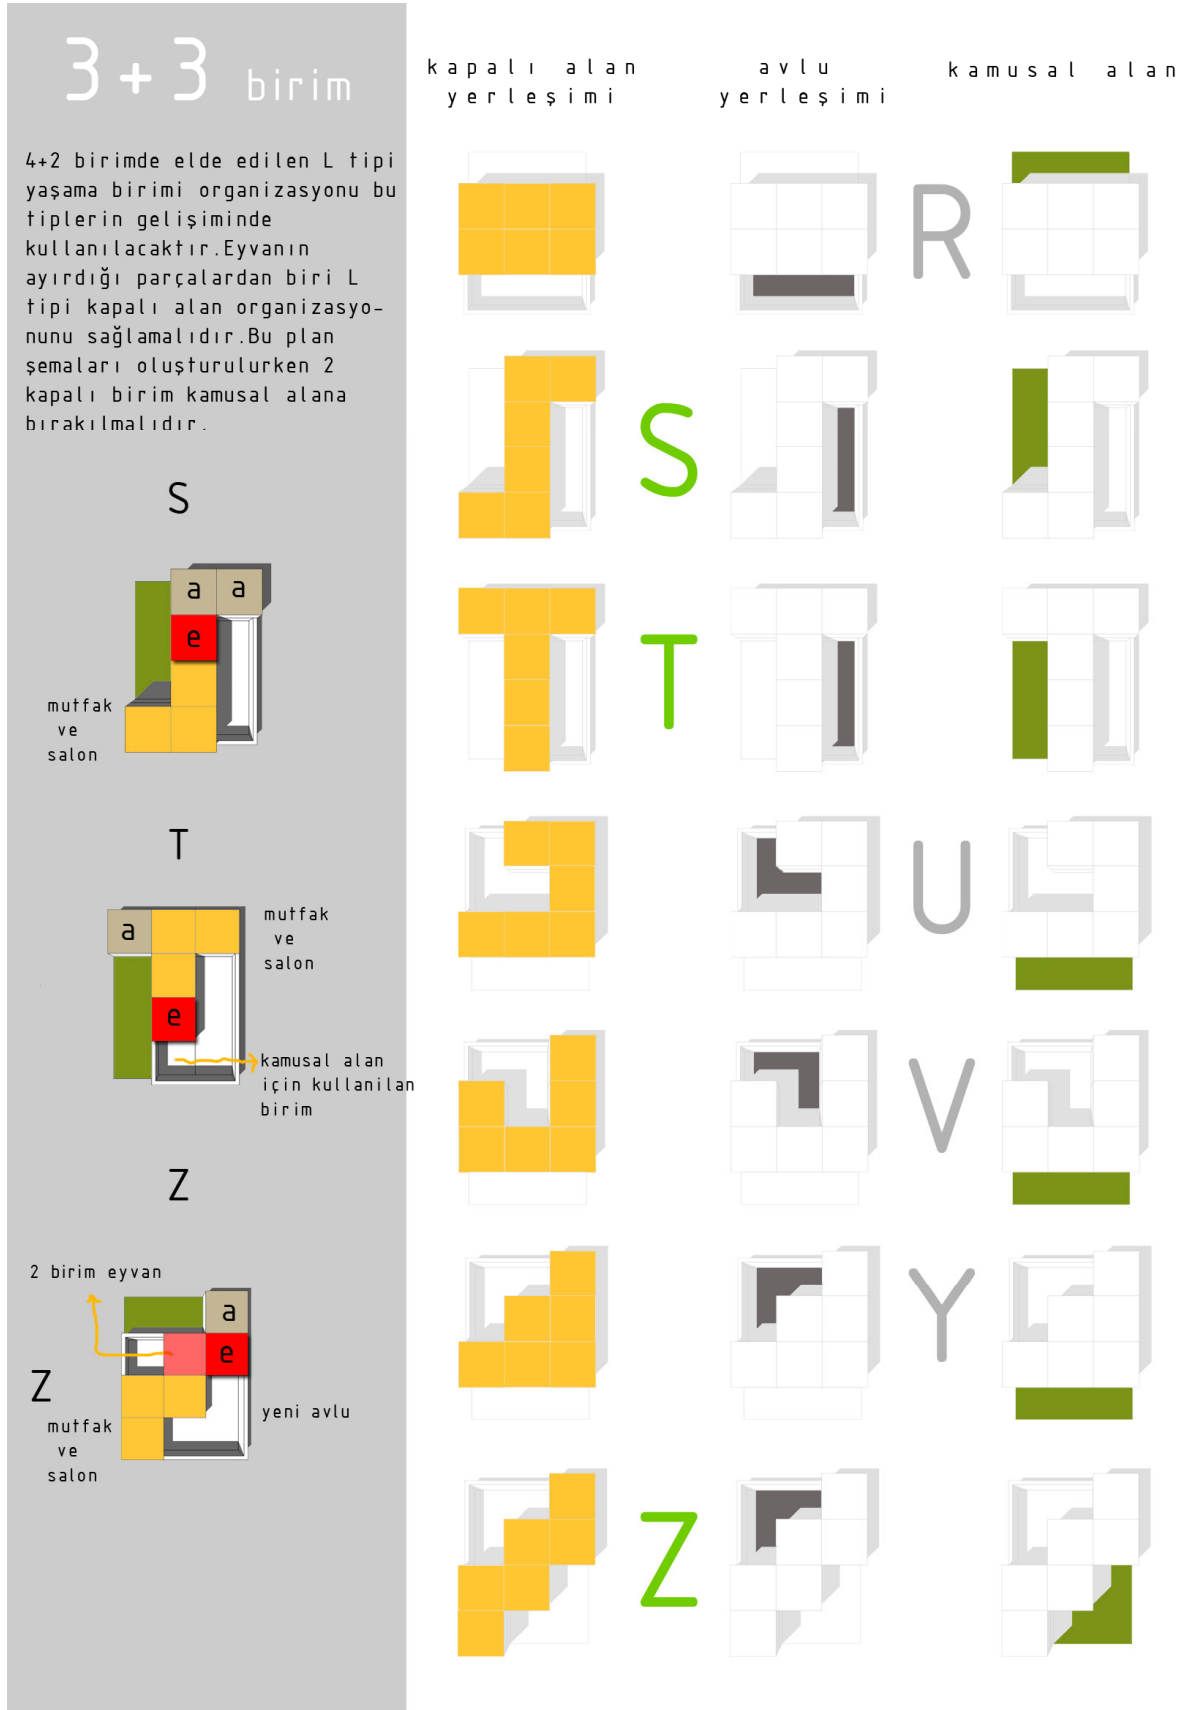 3+3 birim
4+2 birimde elde edilen L tipi
yaşama birimi organizasyonu bu
tiplerin gelişiminde
kullanılacaktır.Eyvanın
ayırdığı parçalardan biri L
tipi kapalı alan organizasyo-
nunu sağlamalıdır.Bu plan
şemaları oluşturulurken 2
kapalı birim kamusal alana
bırakılmalıdır.
S
a a
e
mutfak
ve
salon
T
a
mutfak
ve
salon
e
kamusal alan
için kullanilan
birim
Z
2 birim eyvan
a
e
Z
mutfak
ve
salon
yeni avlu
kapalı alan
yerleşimi
avlu
yerleşimi
kamusal alan
R
S
T
U
V
Y
Z